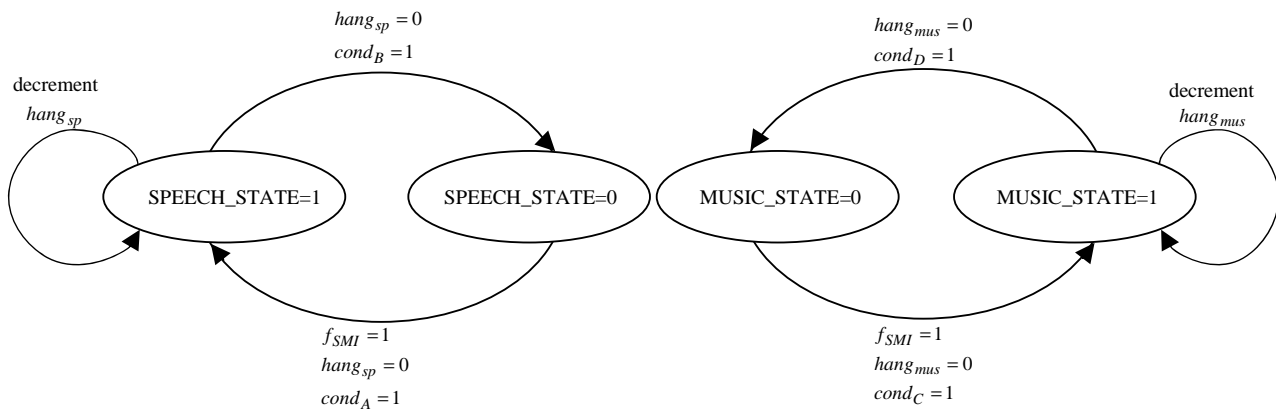 hang_sp = 0
cond_B = 1
decrement
hang_sp
SPEECH_STATE=1
SPEECH_STATE=0
f_SMI = 1
hang_sp = 0
cond_A = 1
hang_mus = 0
cond_D = 1
decrement
hang_mus
MUSIC_STATE=0
MUSIC_STATE=1
f_SMI = 1
hang_mus = 0
cond_C = 1